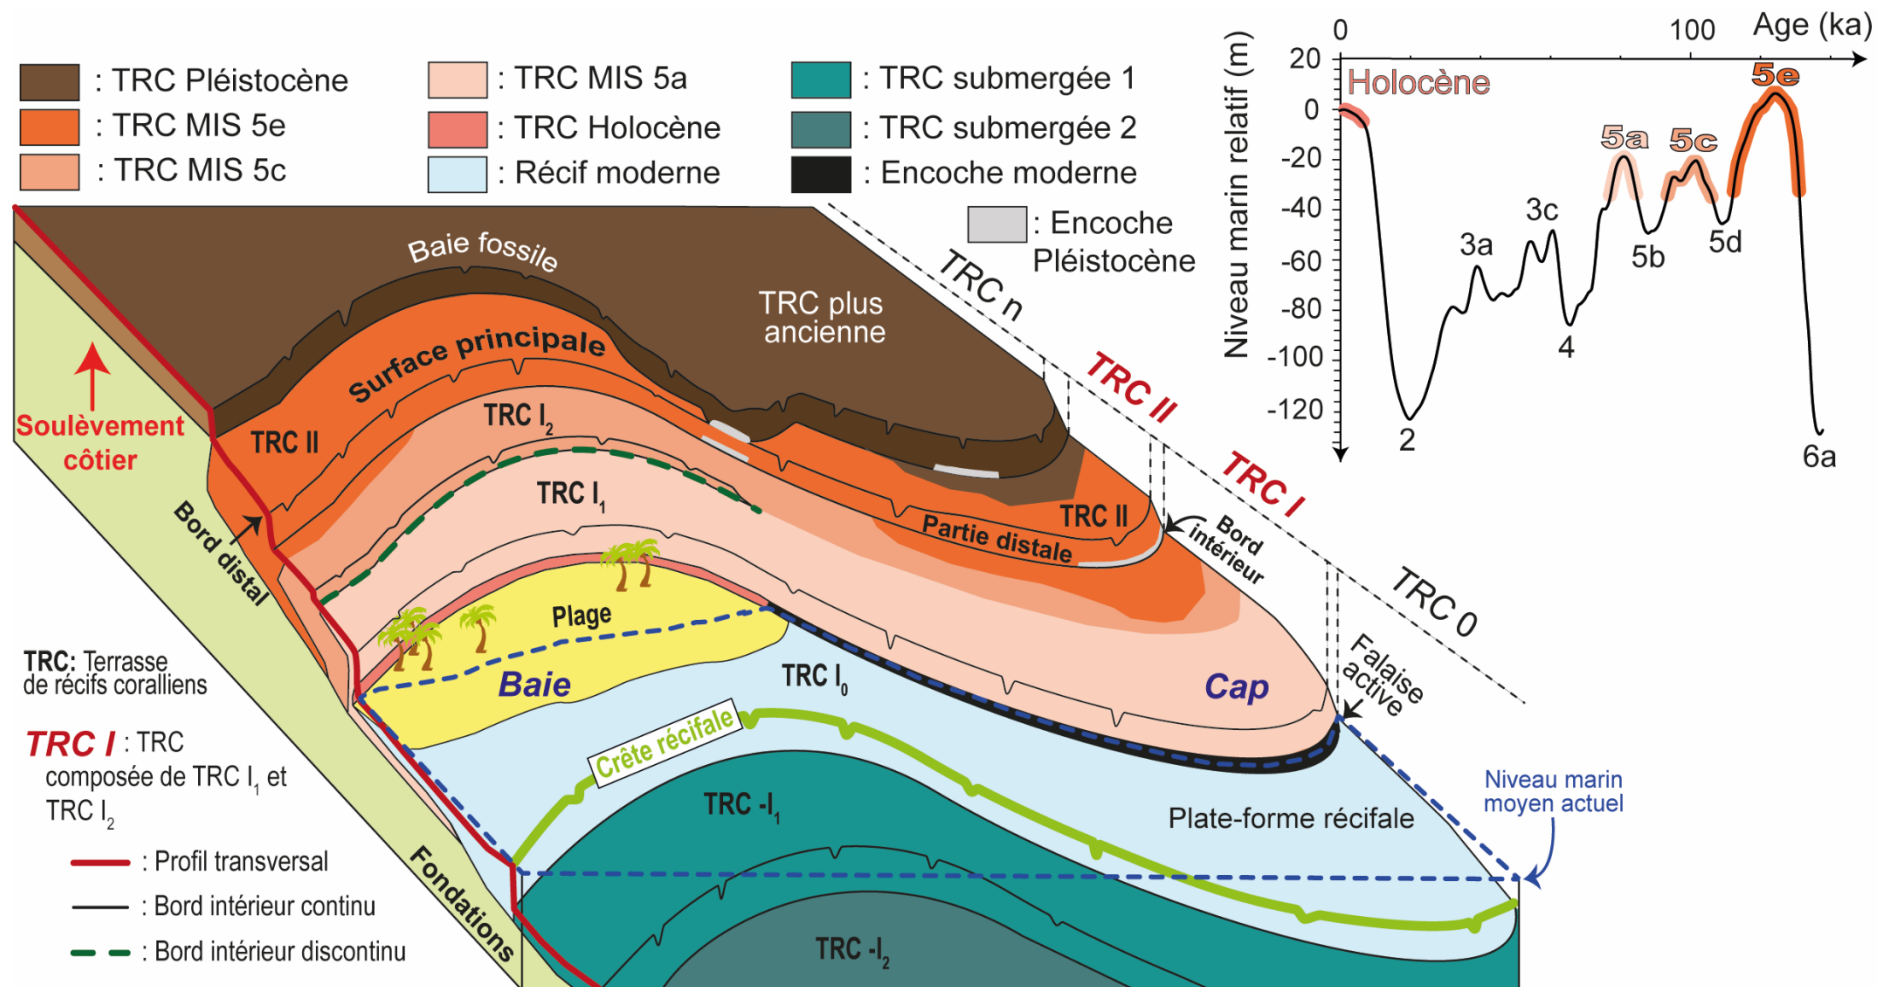 : TRC Pléistocène
: TRC MIS 5e
: TRC MIS 5c
: TRC MIS 5a
: TRC Holocène
: Récif moderne
: TRC submergée 1
: TRC submergée 2
: Encoche moderne
: Encoche
Pléistocène
0
100
Age (ka)
Niveau marin relatif (m)
20
0
-20
-40
-60
-80
-100
-120
Holocène
5e
5a
5c
3c
3a
5b
5d
4
2
6a
Baie fossile
TRC plus
ancienne
TRC n
TRC II
TRC I
TRC 0
Surface principale
Soulèvement
côtier
TRC II
TRC I2
TRC I1
TRC II
Partie distale
Bord
intérieur
Bord distal
Plage
Baie
TRC I0
Cap
Falaise
active
Crête récifale
TRC -I1
Plate-forme récifale
Niveau marin
moyen actuel
TRC -I2
Fondations
TRC: Terrasse
de récifs coralliens
TRC I : TRC
composée de TRC I1 et
TRC I2
: Profil transversal
: Bord intérieur continu
: Bord intérieur discontinu